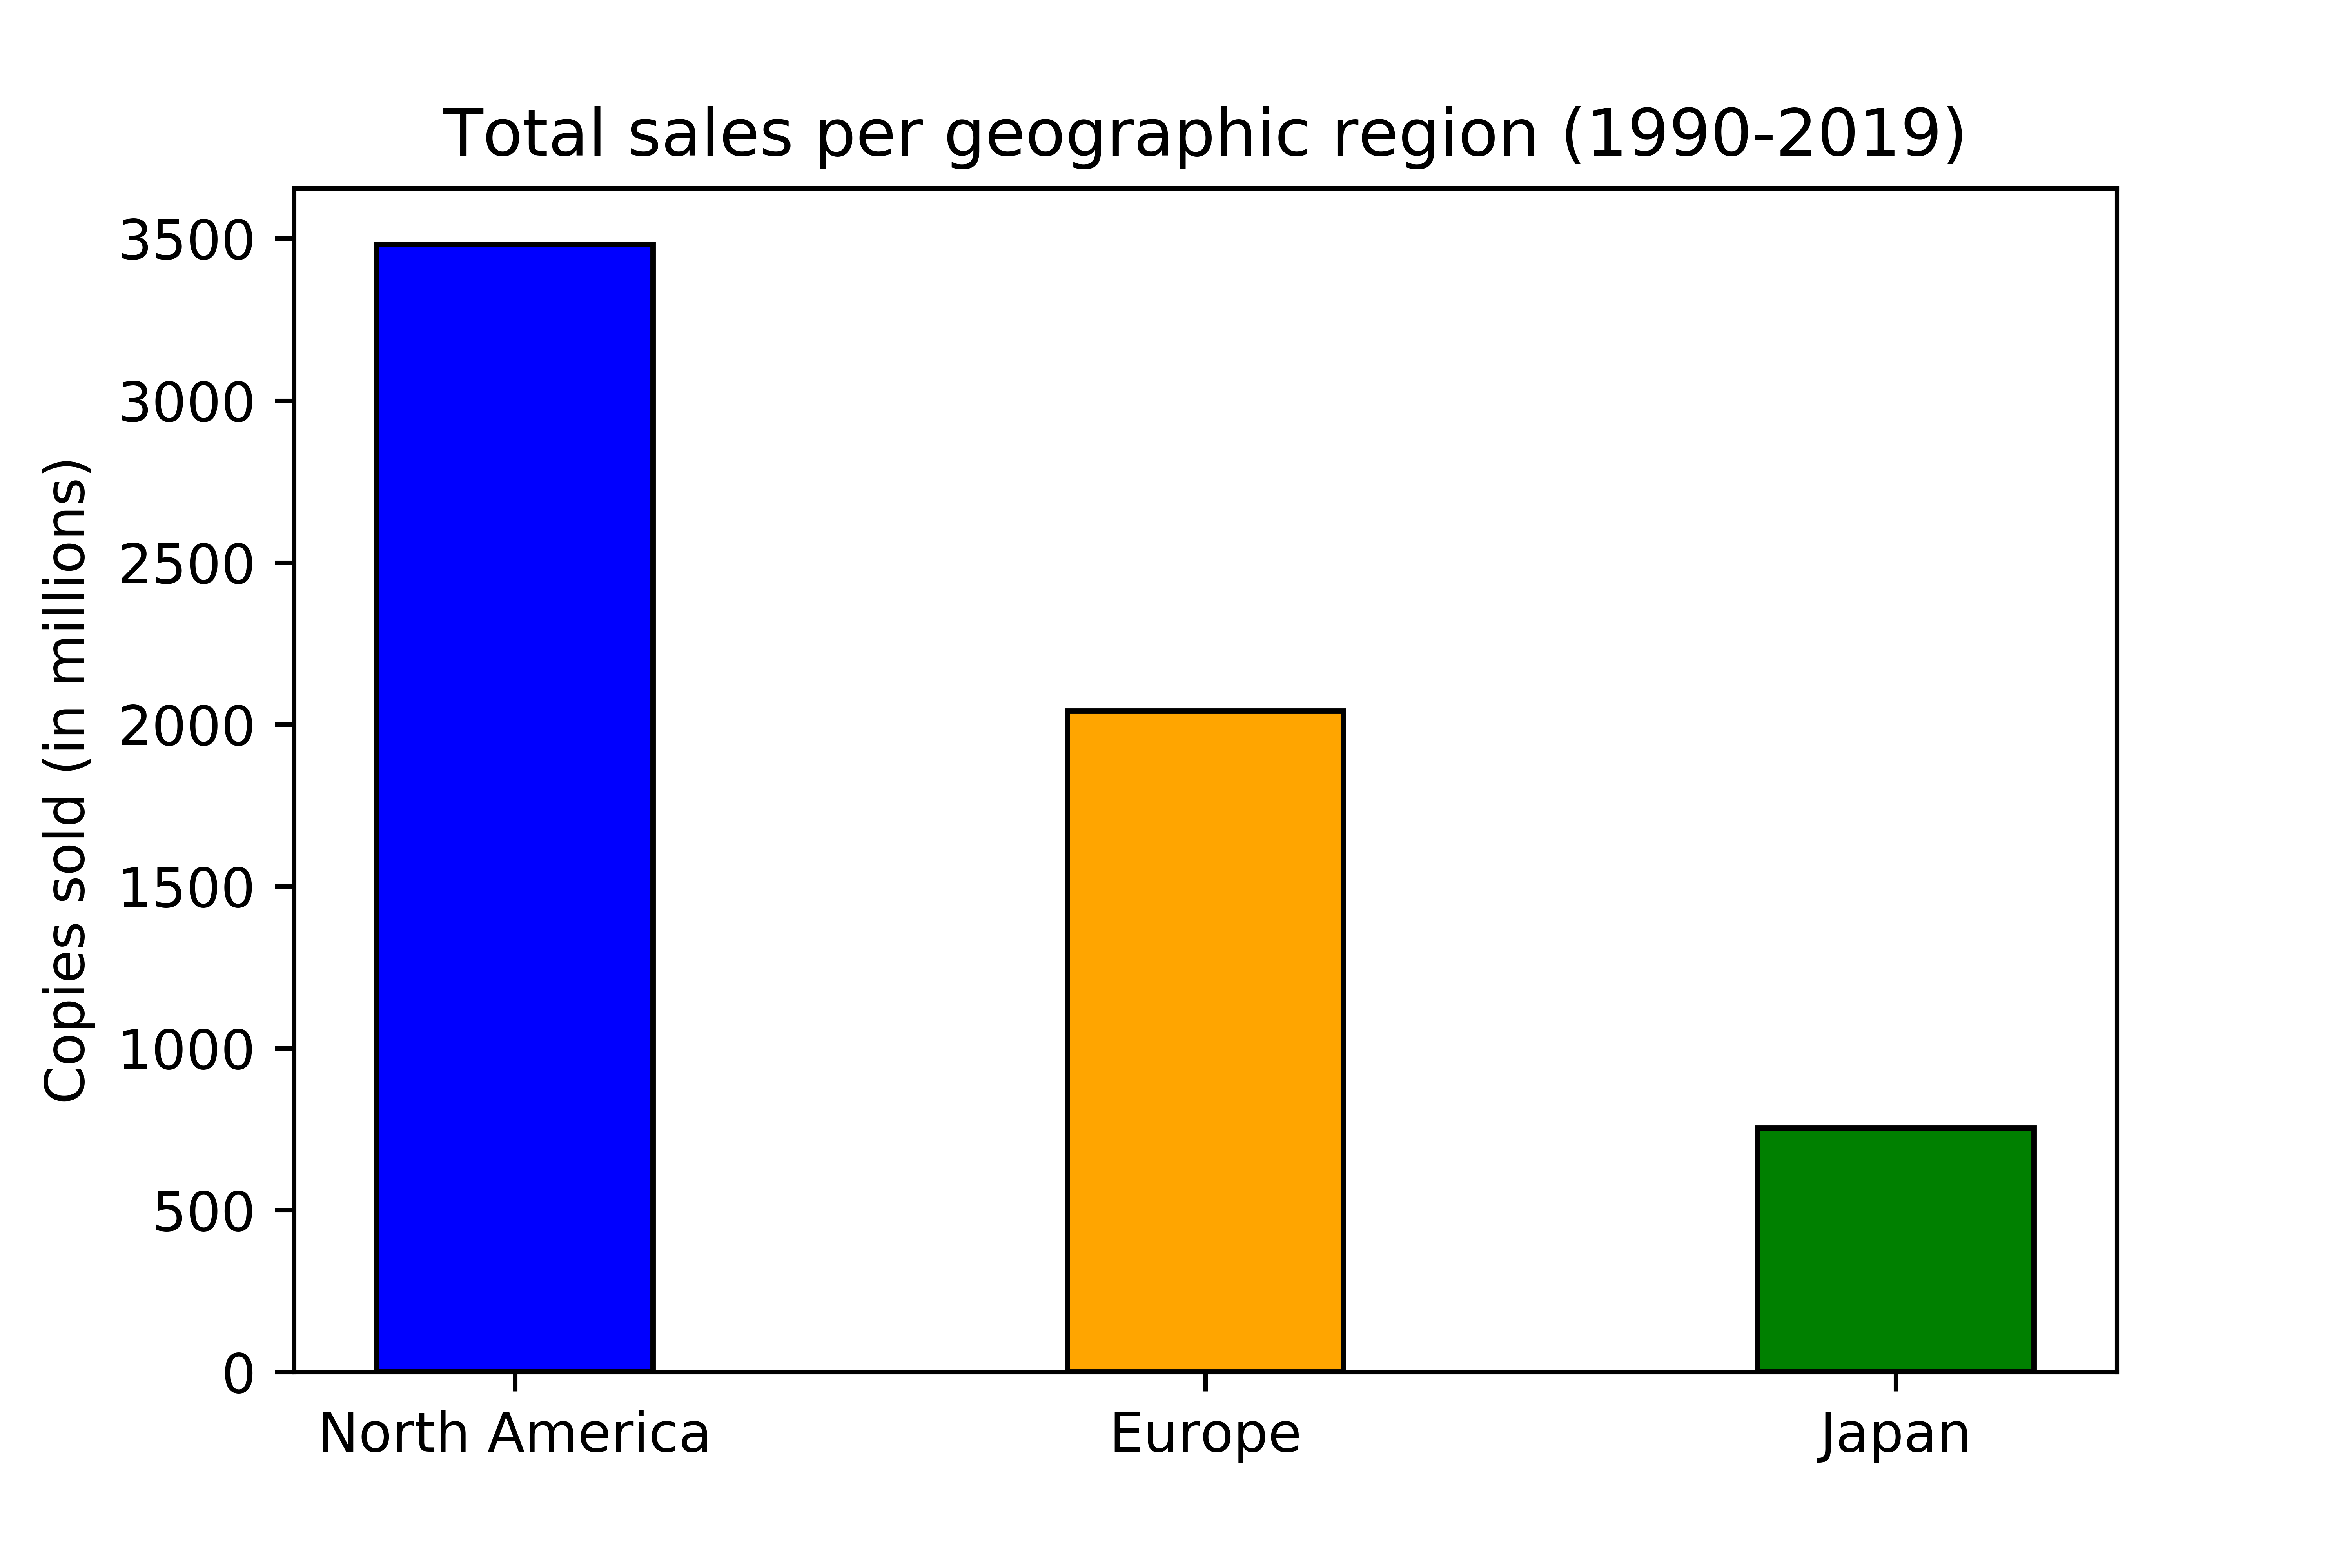 Total sales per geographic region (1990-2019)
Copies sold (in millions)
3500
3000
2500
2000
1500
1000
500
0
North America
Europe
Japan